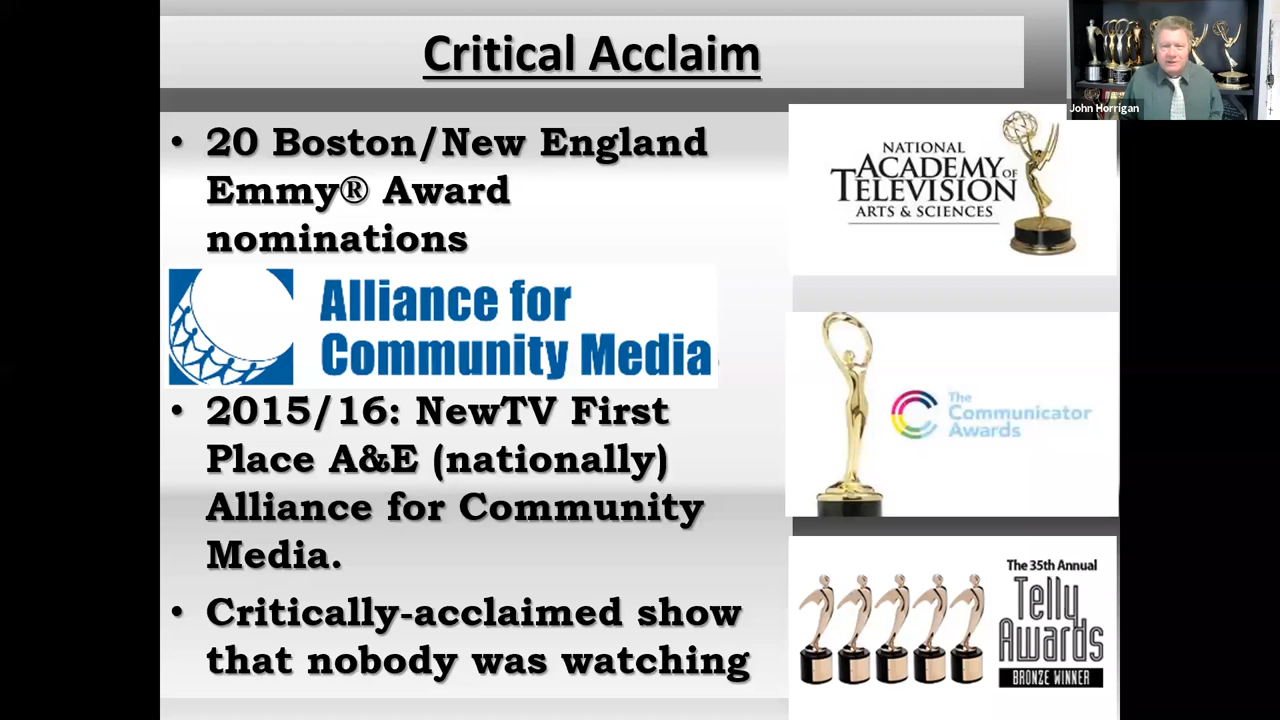 Critical Acclaim
John Horrigan
• 20 Boston/New England
Emmy® Award
nominations
Alliance for
Community Media
• 2015/16: NewTV First
Place A&E (nationally)
Alliance for Community
Media.
• Critically-acclaimed show
that nobody was watching
NATIONAL
ACADEMY OF
TELEVISION
ARTS & SCIENCES
The
Communicator
Awards
The 35th Annual
Telly
Awards
BRONZE WINNER